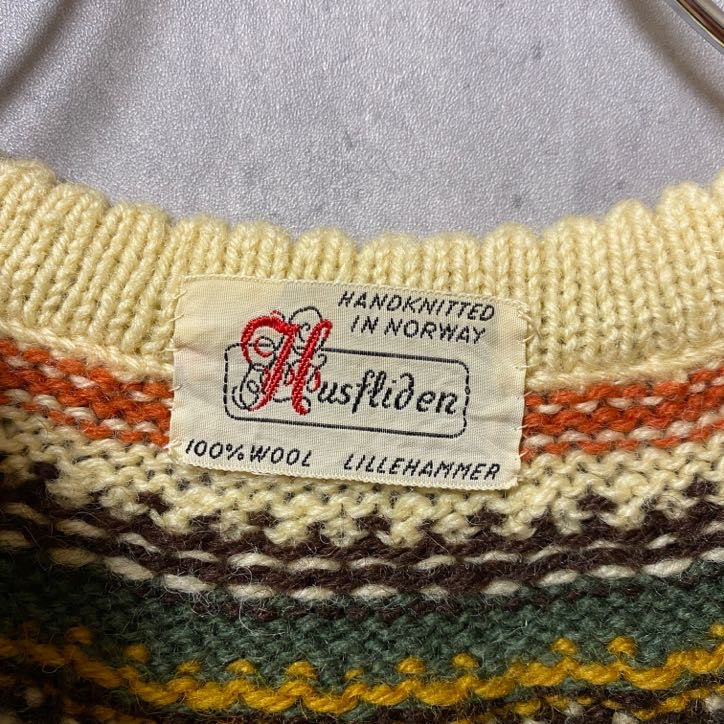 HANDKNITTED
IN NORWAY
Husfliden
100% WOOL LILLEHAMMER